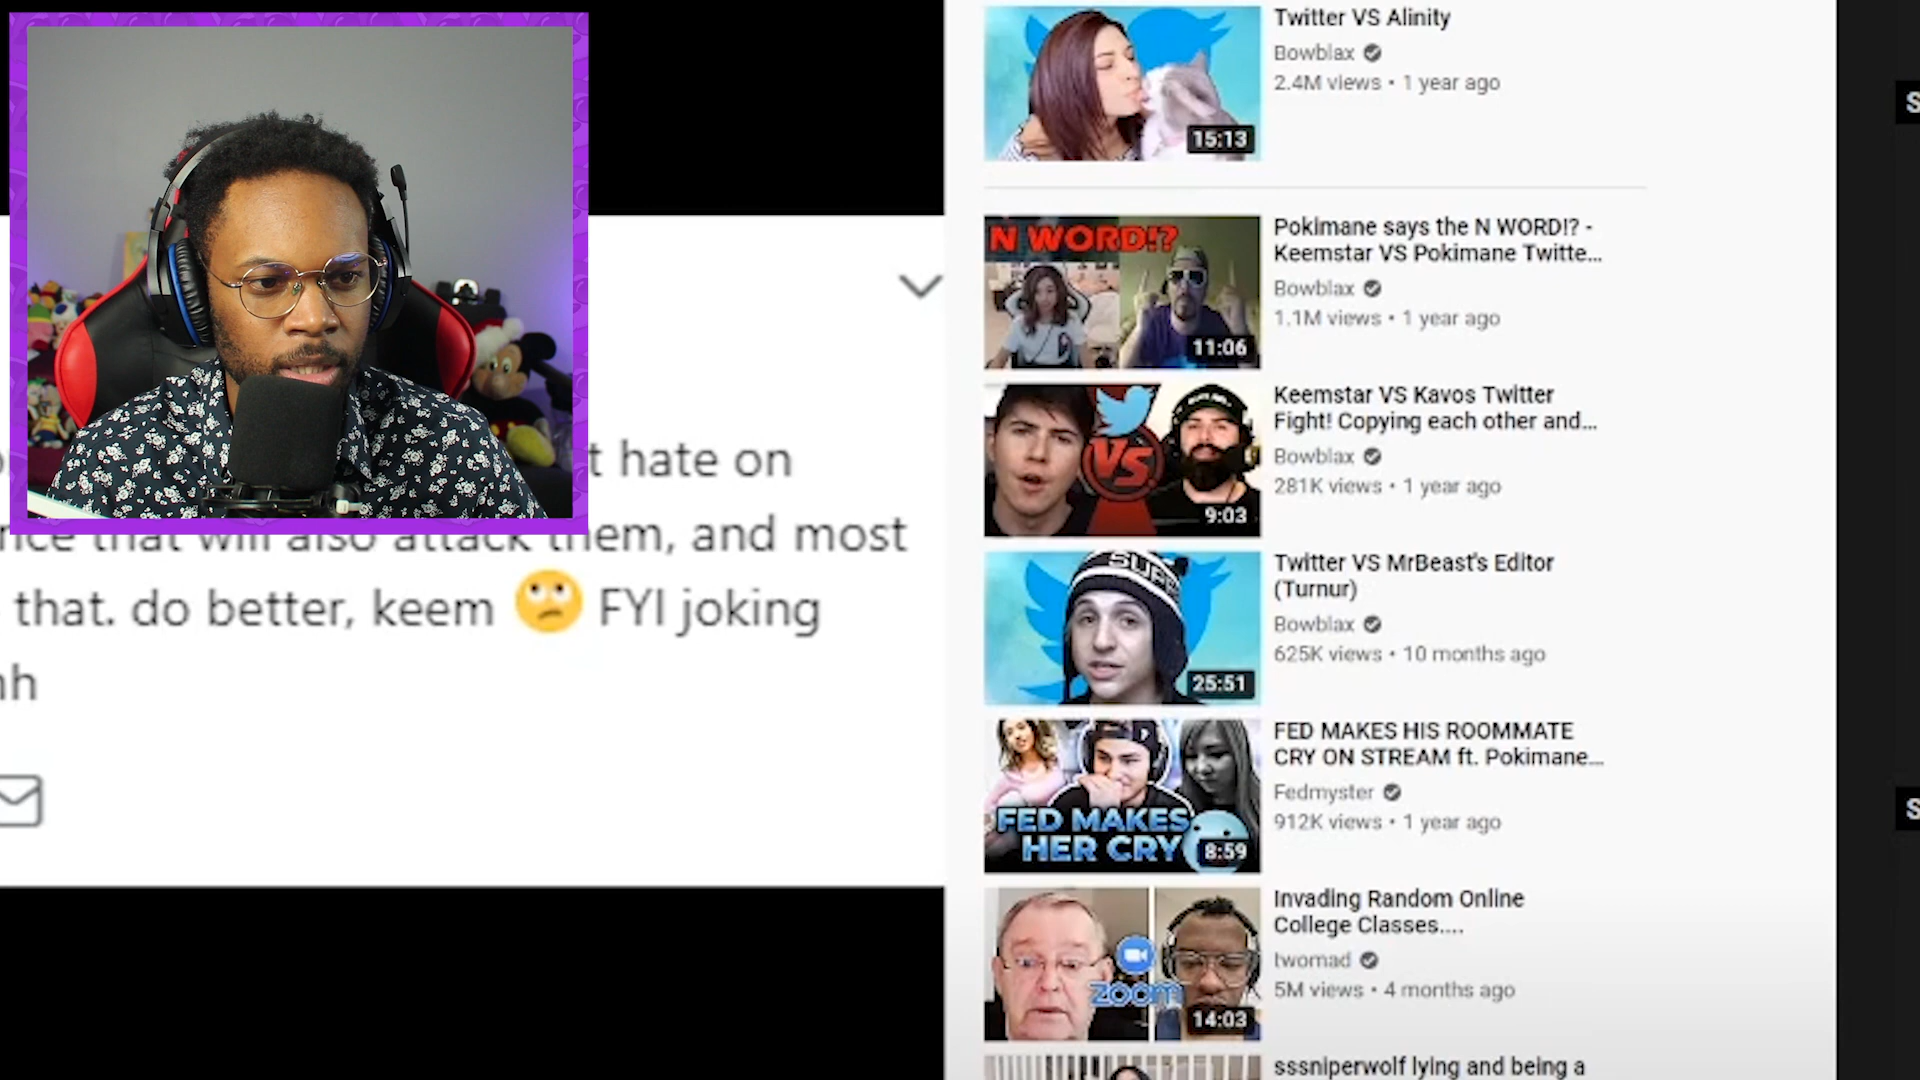 t hate on
that will also attack them, and most
that. do better, keem 🙄 FYI joking
Twitter VS Alinity
Bowblax
2.4M views • 1 year ago
15:13
N WORD!?
11:06
Pokimane says the N WORD!? -
Keemstar VS Pokimane Twitte...
Bowblax
1.1M views • 1 year ago
VS
9:03
Keemstar VS Kavos Twitter
Fight! Copying each other and...
Bowblax
281K views • 1 year ago
25:51
Twitter VS MrBeast's Editor
(Turnur)
Bowblax
625K views • 10 months ago
FED MAKES
HER CRY
8:59
FED MAKES HIS ROOMMATE
CRY ON STREAM ft. Pokimane...
Fedmyster
912K views • 1 year ago
zoom
14:03
Invading Random Online
College Classes....
twomad
5M views • 4 months ago
sssniperwolf lying and being a